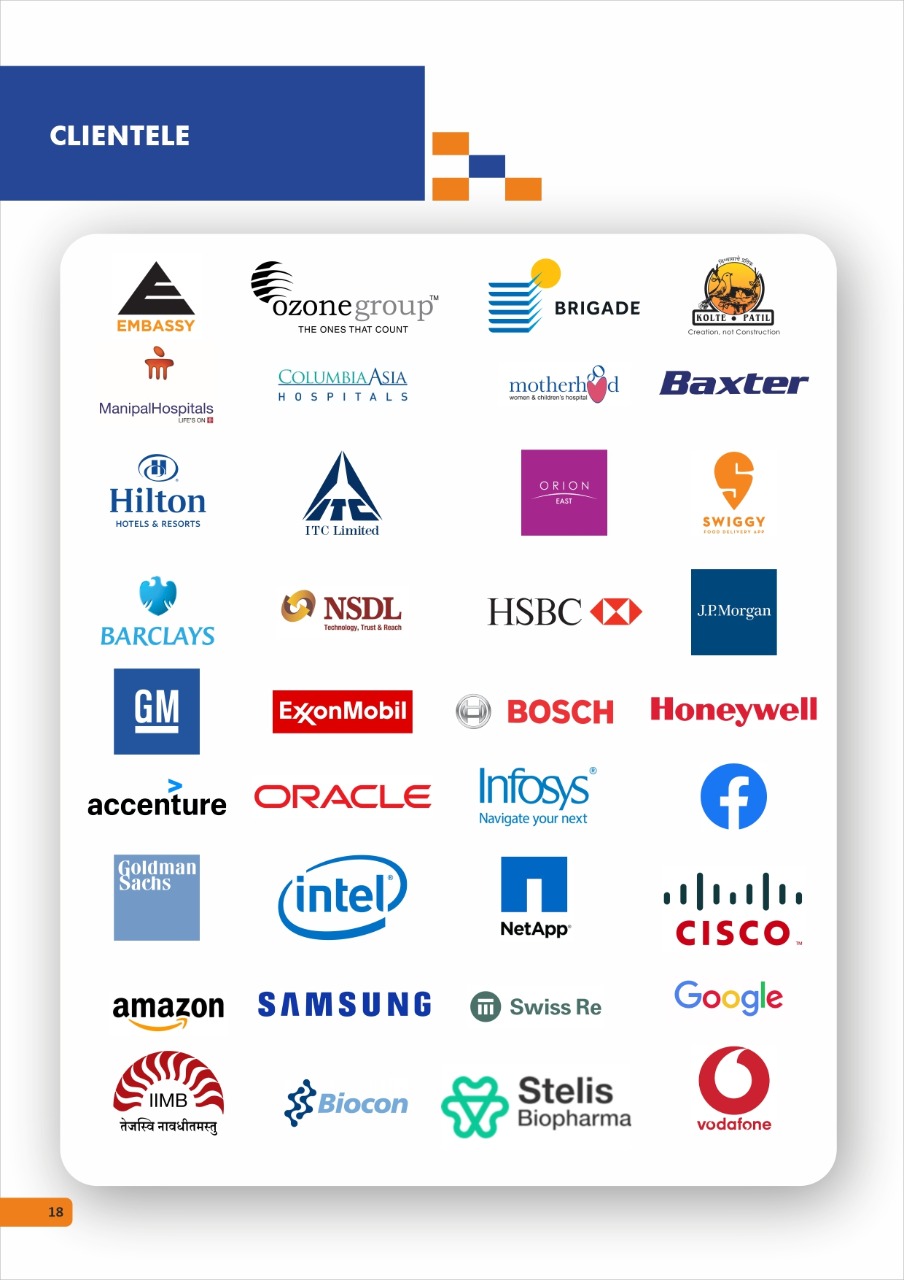 CLIENTELE
EMBASSY
ozonegroup™
THE ONES THAT COUNT
BRIGADE
KOLTE • PATIL
Creation, not Construction
ManipalHospitals
LIFE'S ON
COLUMBIA ASIA
HOSPITALS
motherhood
women & children's hospital
Baxter
H
Hilton
HOTELS & RESORTS
ITC
ITC Limited
ORION
EAST
SWIGGY
FOOD DELIVERY APP
BARCLAYS
NSDL
Technology, Trust & Reach
HSBC
J.P.Morgan
GM
ExxonMobil
BOSCH
Honeywell
accenture
ORACLE
Infosys®
Navigate your next
f
Goldman
Sachs
intel®
NetApp®
CISCO™
amazon
SAMSUNG
Swiss Re
Google
IIMB
तेजस्वि नावधीतमस्तु
Biocon
Stelis
Biopharma
vodafone
18